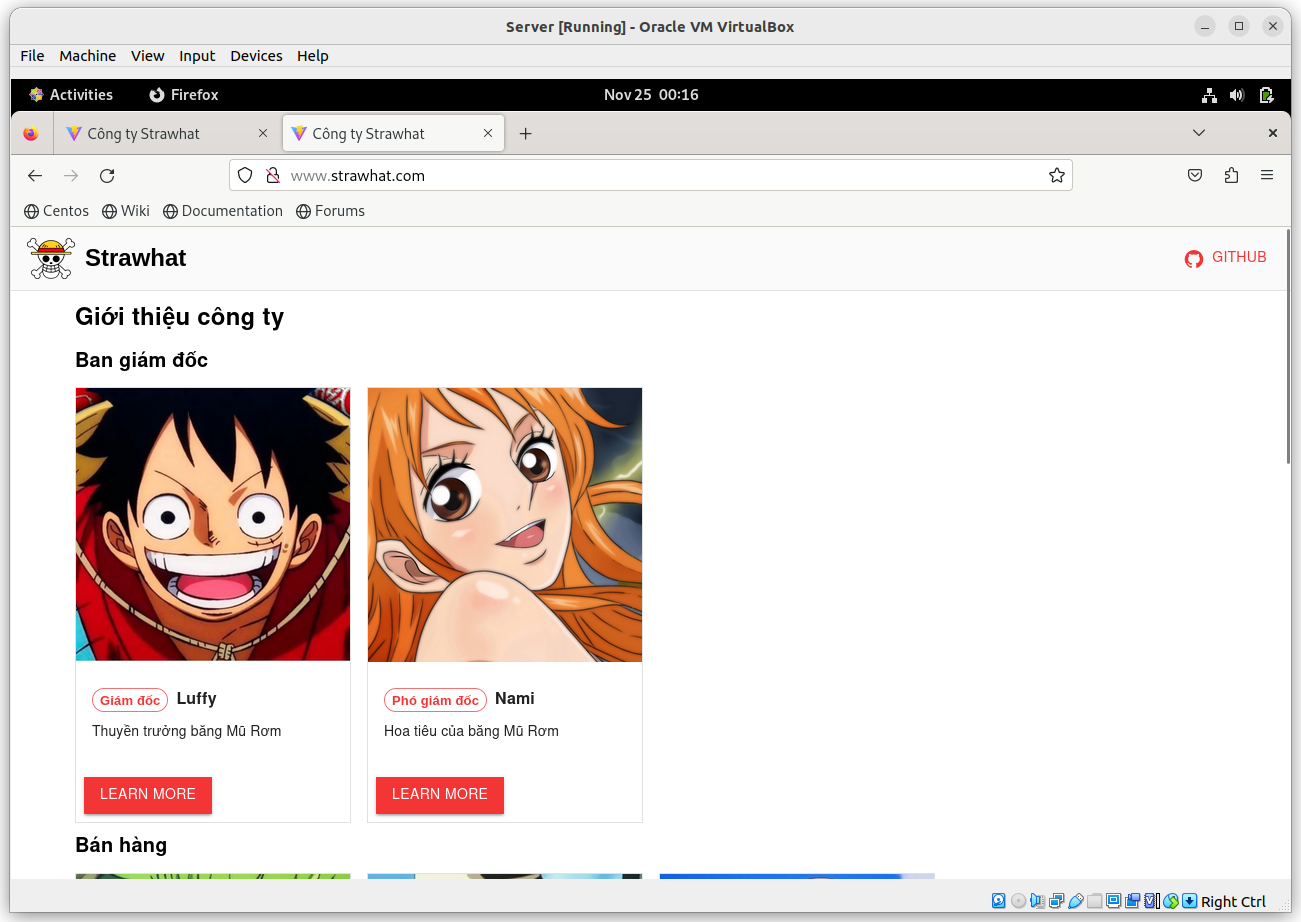 Server [Running] - Oracle VM VirtualBox
File Machine View Input Devices Help
Activities Firefox Nov 25 00:16
Công ty Strawhat Công ty Strawhat
www.strawhat.com
Centos Wiki Documentation Forums
Strawhat GITHUB
Giới thiệu công ty
Ban giám đốc
Giám đốc Luffy
Thuyền trưởng băng Mũ Rơm
LEARN MORE
Phó giám đốc Nami
Hoa tiêu của băng Mũ Rơm
LEARN MORE
Bán hàng
Right Ctrl